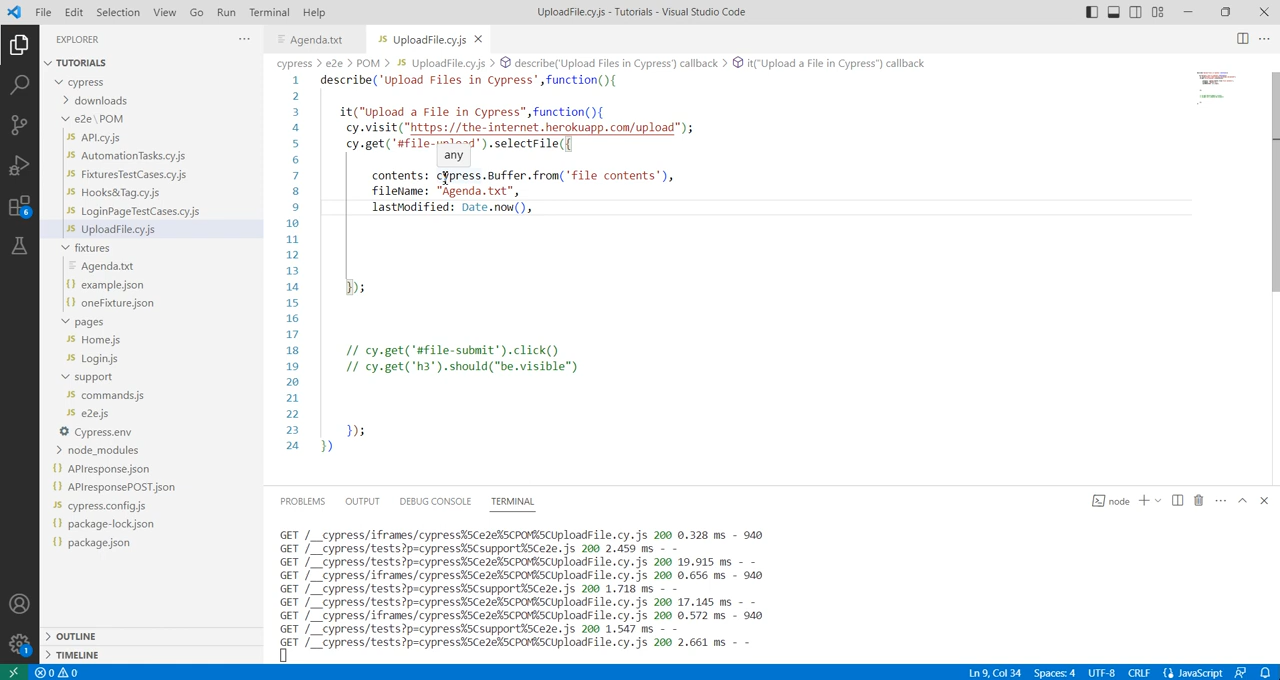 File Edit Selection View Go Run Terminal Help
UploadFile.cy.js - Tutorials - Visual Studio Code
EXPLORER
TUTORIALS
cypress
downloads
e2e \ POM
API.cy.js
AutomationTasks.cy.js
FixturesTestCases.cy.js
Hooks&Tag.cy.js
LoginPageTestCases.cy.js
UploadFile.cy.js
fixtures
Agenda.txt
example.json
oneFixture.json
pages
Home.js
Login.js
support
commands.js
e2e.js
Cypress.env
node_modules
APIresponse.json
APIresponsePOST.json
cypress.config.js
package-lock.json
package.json
OUTLINE
TIMELINE
6
1
Agenda.txt
UploadFile.cy.js
cypress > e2e > POM > UploadFile.cy.js > describe('Upload Files in Cypress') callback > it("Upload a File in Cypress") callback
1 describe('Upload Files in Cypress',function(){
2
3 it("Upload a File in Cypress",function(){
4 cy.visit("https://the-internet.herokuapp.com/upload");
5 cy.get('#file-upload').selectFile({
any
6
7 contents: cypress.Buffer.from('file contents'),
8 fileName: "Agenda.txt",
9 lastModified: Date.now(),
10
11
12
13
14 });
15
16
17
18 // cy.get('#file-submit').click()
19 // cy.get('h3').should("be.visible")
20
21
22
23 });
24 })
PROBLEMS OUTPUT DEBUG CONSOLE TERMINAL
node
GET /__cypress/iframes/cypress%5Ce2e%5CPOM%5CUploadFile.cy.js 200 0.328 ms - 940
GET /__cypress/tests?p=cypress%5Csupport%5Ce2e.js 200 2.459 ms - -
GET /__cypress/tests?p=cypress%5Ce2e%5CPOM%5CUploadFile.cy.js 200 19.915 ms - -
GET /__cypress/iframes/cypress%5Ce2e%5CPOM%5CUploadFile.cy.js 200 0.656 ms - 940
GET /__cypress/tests?p=cypress%5Csupport%5Ce2e.js 200 1.718 ms - -
GET /__cypress/tests?p=cypress%5Ce2e%5CPOM%5CUploadFile.cy.js 200 17.145 ms - -
GET /__cypress/iframes/cypress%5Ce2e%5CPOM%5CUploadFile.cy.js 200 0.572 ms - 940
GET /__cypress/tests?p=cypress%5Csupport%5Ce2e.js 200 1.547 ms - -
GET /__cypress/tests?p=cypress%5Ce2e%5CPOM%5CUploadFile.cy.js 200 2.661 ms - -
0 0
Ln 9, Col 34 Spaces: 4 UTF-8 CRLF JavaScript